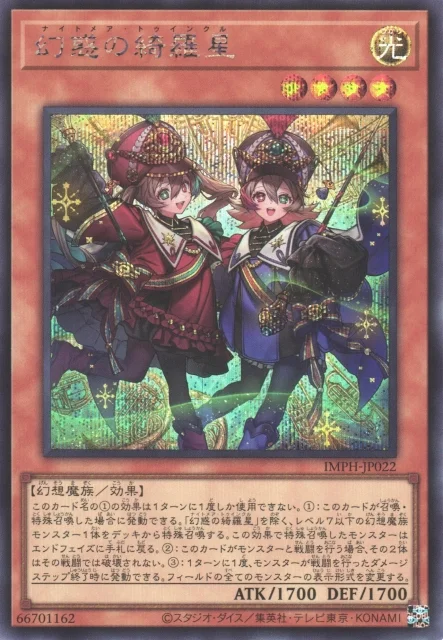 ナイトメア・トゥインクル
幻惑の綺羅星
光
IMPH-JP022
【幻想魔族／効果】
このカード名の①の効果は1ターンに1度しか使用できない。①：このカードが召喚・
特殊召喚した場合に発動できる。「幻惑の綺羅星」を除く、レベル7以下の幻想魔族
モンスター1体をデッキから特殊召喚する。この効果で特殊召喚したモンスターは
エンドフェイズに手札に戻る。②：このカードがモンスターと戦闘を行う場合、その2体
はその戦闘では破壊されない。③：1ターンに1度、モンスターが戦闘を行ったダメージ
ステップ終了時に発動できる。フィールドの全てのモンスターの表示形式を変更する。
ATK/1700 DEF/1700
66701162
©スタジオ・ダイス／集英社・テレビ東京・KONAMI